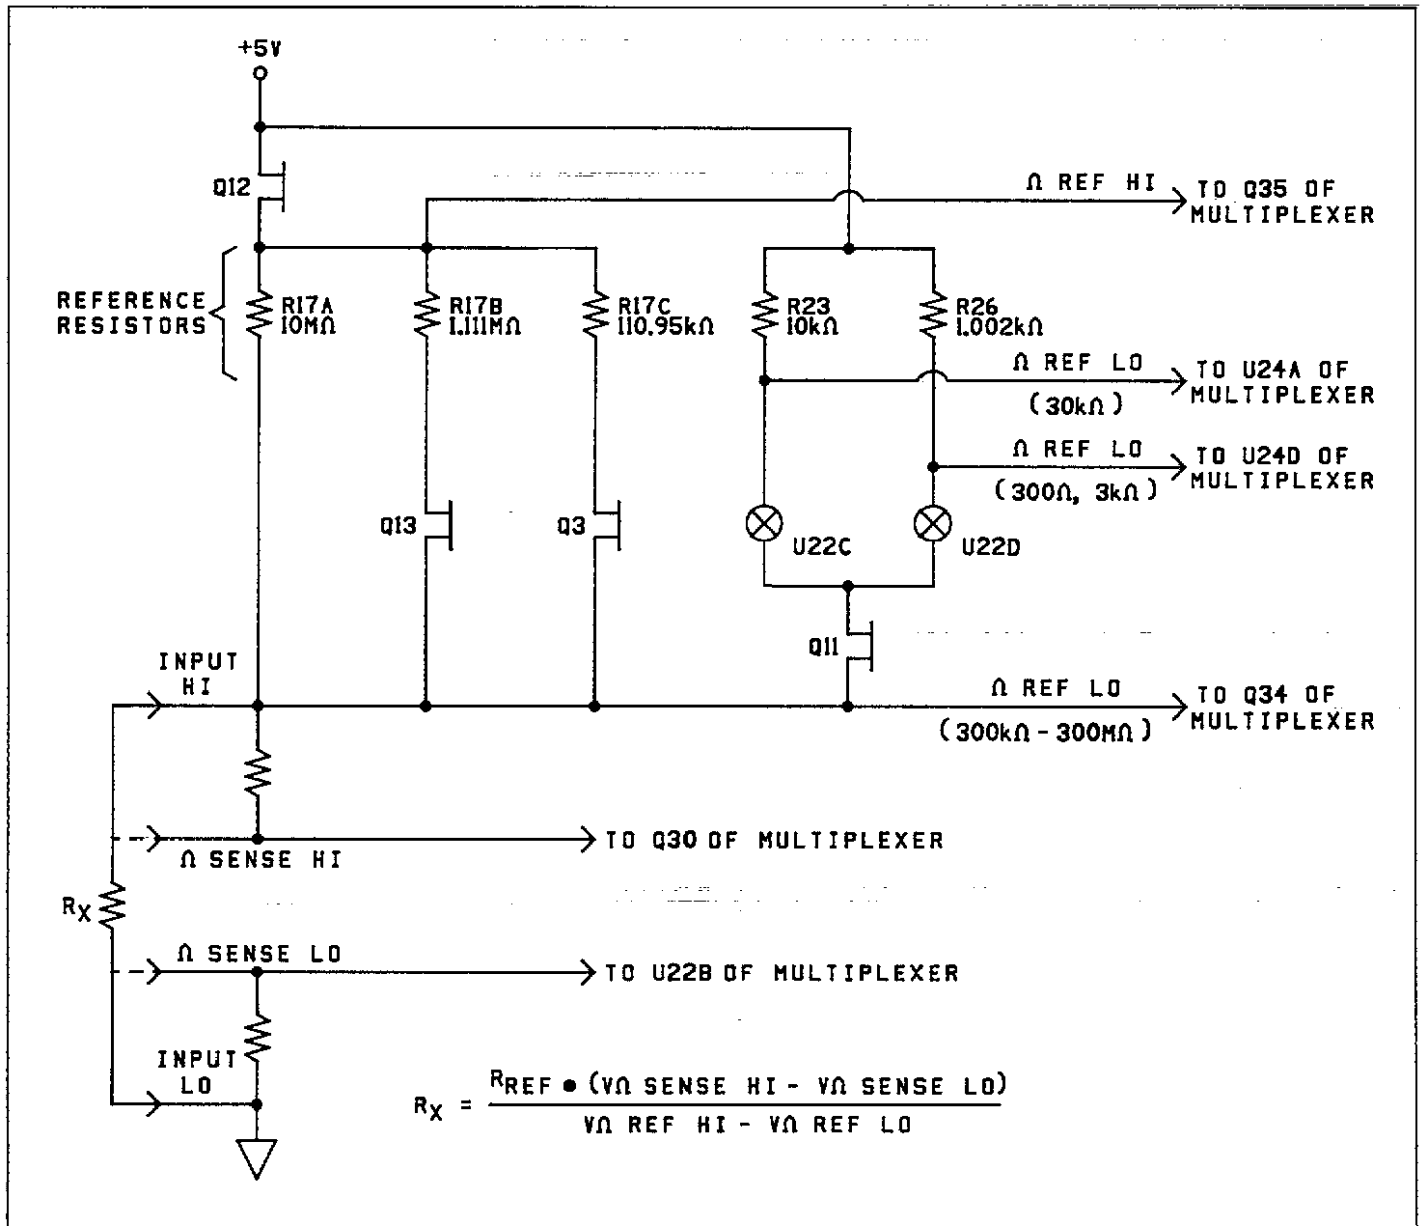 +5V
Q12
Ω REF HI
TO Q35 OF
MULTIPLEXER
REFERENCE
RESISTORS
R17A
10MΩ
R17B
1.111MΩ
R17C
110.95kΩ
R23
10kΩ
R26
1.002kΩ
Ω REF LO
(30kΩ)
TO U24A OF
MULTIPLEXER
Ω REF LO
(300Ω, 3kΩ)
TO U24D OF
MULTIPLEXER
Q13
Q3
U22C
U22D
Q11
INPUT
HI
Ω REF LO
(300kΩ - 300MΩ)
TO Q34 OF
MULTIPLEXER
Ω SENSE HI
TO Q30 OF MULTIPLEXER
RX
Ω SENSE LO
TO U22B OF MULTIPLEXER
INPUT
LO
RX = RREF • (VΩ SENSE HI - VΩ SENSE LO)
VΩ REF HI - VΩ REF LO